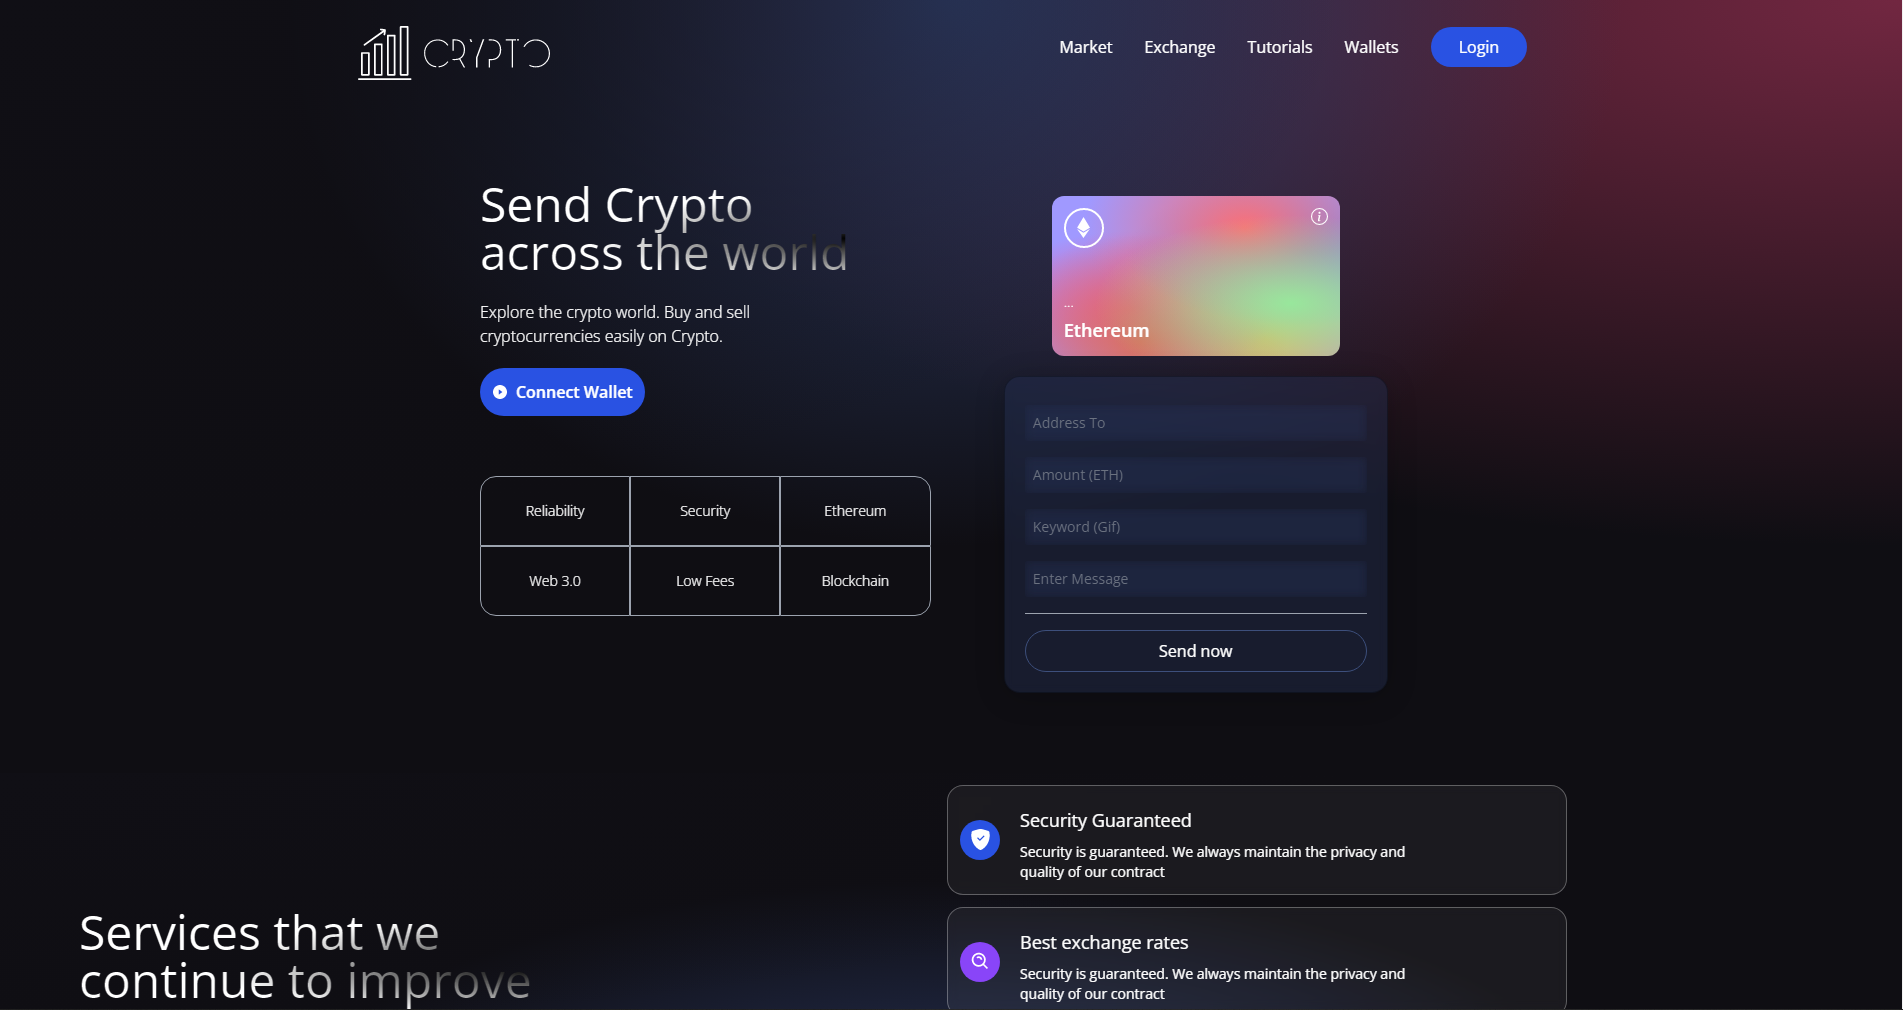 CRYPTO
Market
Exchange
Tutorials
Wallets
Login
Send Crypto
across the world
Explore the crypto world. Buy and sell
cryptocurrencies easily on Crypto.
Connect Wallet
Reliability
Security
Ethereum
Web 3.0
Low Fees
Blockchain
i
...
Ethereum
Address To
Amount (ETH)
Keyword (Gif)
Enter Message
Send now
Services that we
continue to improve
Security Guaranteed
Security is guaranteed. We always maintain the privacy and
quality of our contract
Best exchange rates
Security is guaranteed. We always maintain the privacy and
quality of our contract